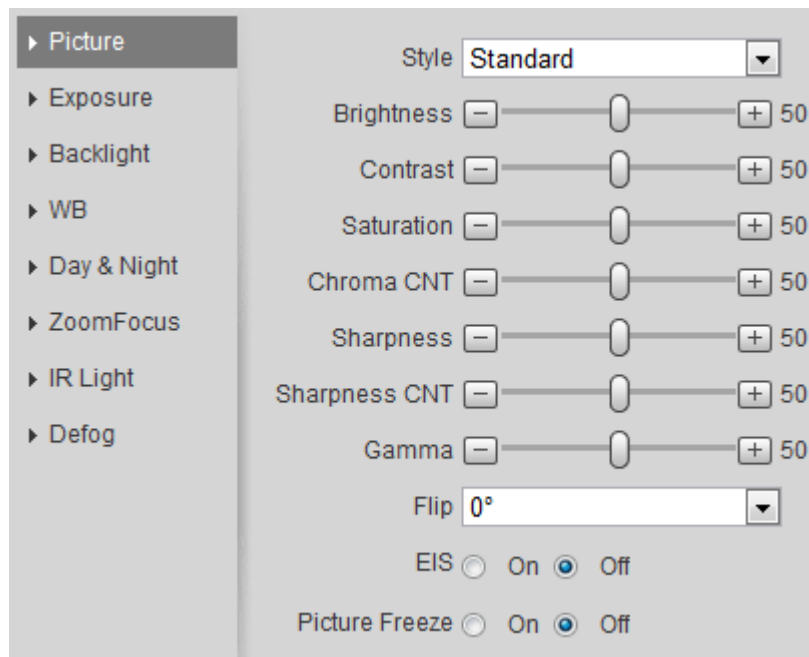 Picture
Exposure
Backlight
WB
Day & Night
ZoomFocus
IR Light
Defog
Style Standard
Brightness 50
Contrast 50
Saturation 50
Chroma CNT 50
Sharpness 50
Sharpness CNT 50
Gamma 50
Flip 0°
EIS On Off
Picture Freeze On Off